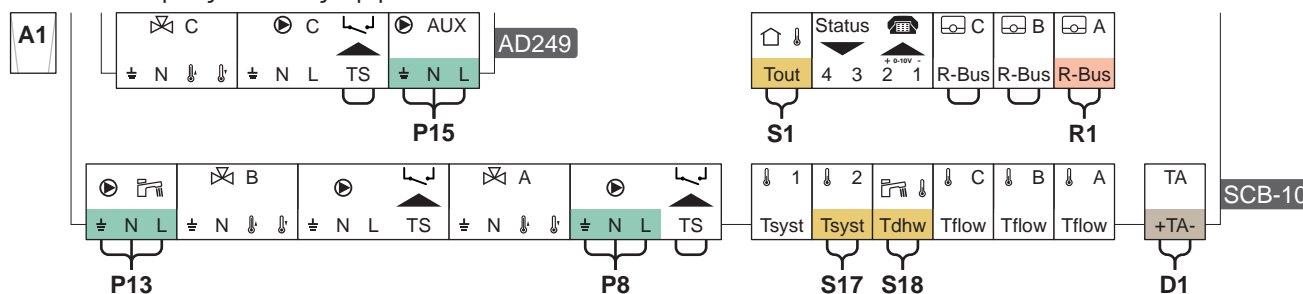 A1
C
C
AUX
AD249
N
N L TS
N L
P15
Status
C
B
A
+ 0-10V -
Tout
4 3 2 1
R-Bus R-Bus R-Bus
S1
R1
B
A
1
2
C
B
A
TA
SCB-10
N L
N
N L TS
N
N L
TS
Tsyst Tsyst Tdhw Tflow Tflow Tflow
+TA-
P13
P8
S17 S18
D1